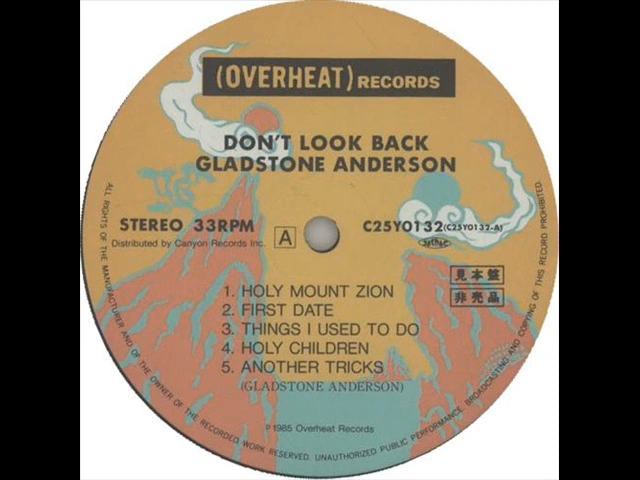 (OVERHEAT) RECORDS
DON'T LOOK BACK
GLADSTONE ANDERSON
STEREO 33RPM
C25Y0132(C25Y0132-A)
Distributed by Canyon Records Inc.
A
見本盤
非売品
1. HOLY MOUNT ZION
2. FIRST DATE
3. THINGS I USED TO DO
4. HOLY CHILDREN
5. ANOTHER TRICKS
(GLADSTONE ANDERSON)
℗1985 Overheat Records
ALL RIGHTS OF THE MANUFACTURER AND OF THE OWNER OF THE RECORDED WORK RESERVED. UNAUTHORIZED PUBLIC PERFORMANCE, BROADCASTING AND COPYING OF THIS RECORD PROHIBITED.